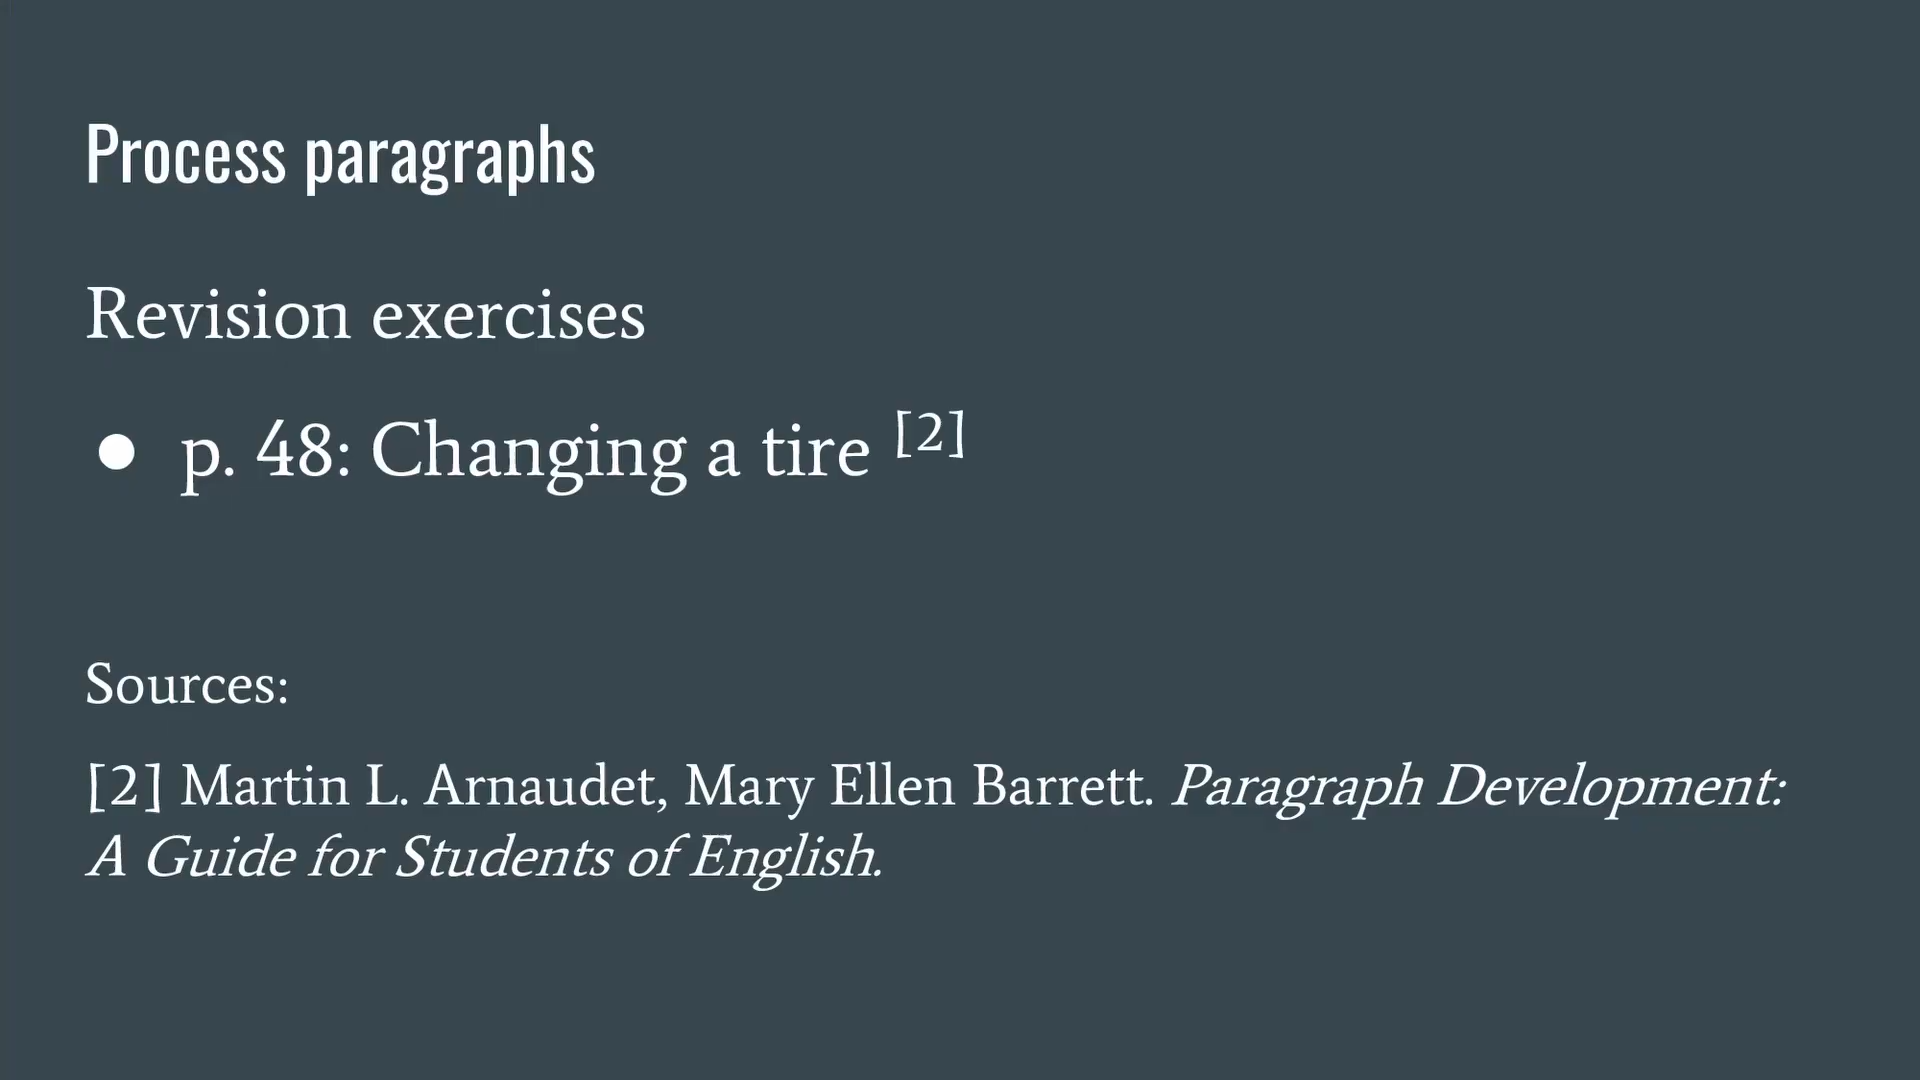 Process paragraphs
Revision exercises
● p. 48: Changing a tire [2]
Sources:
[2] Martin L. Arnaudet, Mary Ellen Barrett. Paragraph Development:
A Guide for Students of English.